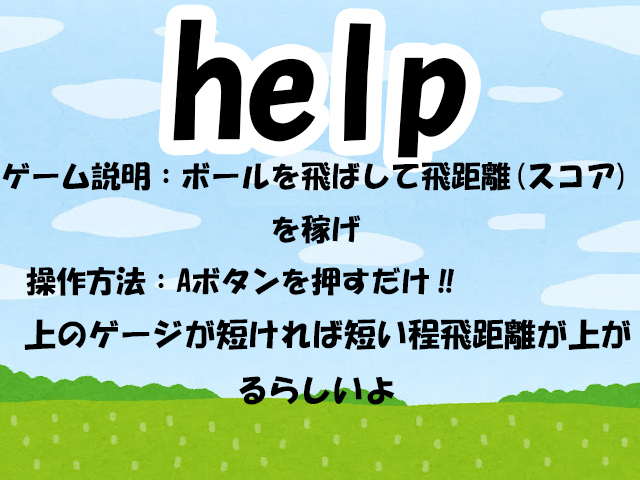 help
ゲーム説明：ボールを飛ばして飛距離(スコア)
を稼げ
操作方法：Aボタンを押すだけ!!
上のゲージが短ければ短い程飛距離が上が
るらしいよ